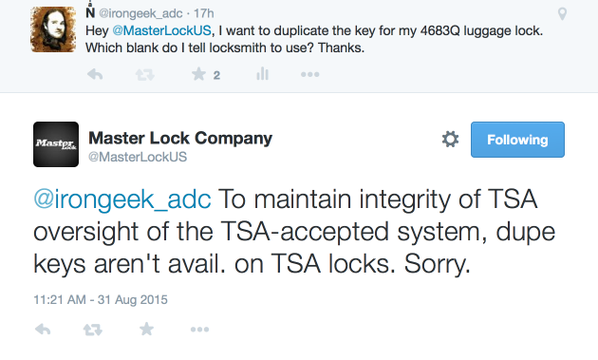 N @irongeek_adc · 17h
Hey @MasterLockUS, I want to duplicate the key for my 4683Q luggage lock.
Which blank do I tell locksmith to use? Thanks.
2
Master Lock
Master Lock Company
@MasterLockUS
Following
@irongeek_adc To maintain integrity of TSA
oversight of the TSA-accepted system, dupe
keys aren't avail. on TSA locks. Sorry.
11:21 AM - 31 Aug 2015